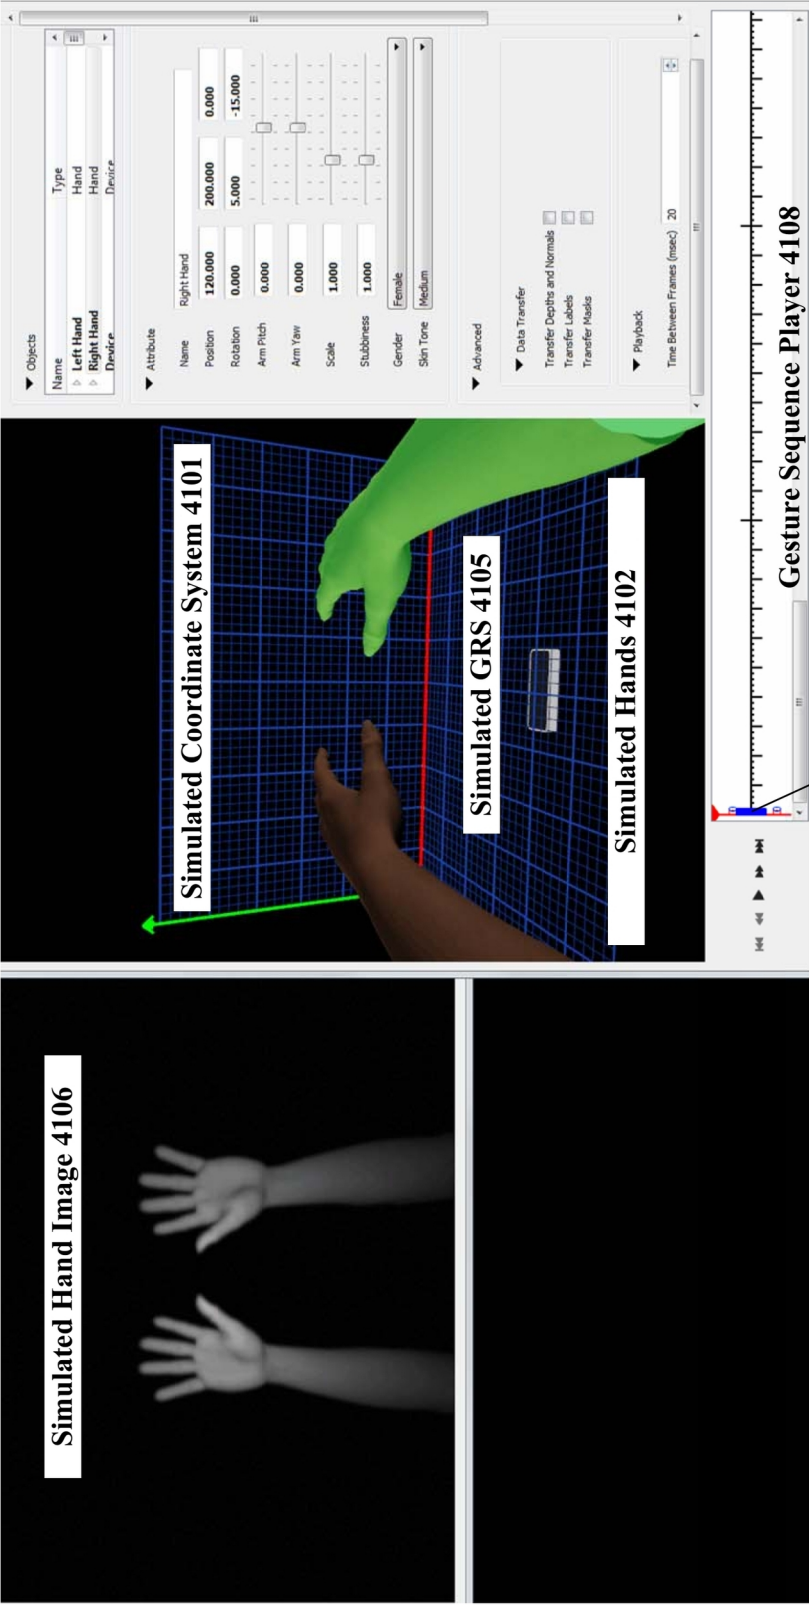 Simulated Hand Image 4106
Simulated Coordinate System 4101
Simulated GRS 4105
Simulated Hands 4102
Objects
Name Type
Left Hand Hand
Right Hand Hand
Device Device
Attribute
Name Right Hand
Position 120.000 200.000 0.000
Rotation 0.000 5.000 -15.000
Arm Pitch 0.000
Arm Yaw 0.000
Scale 1.000
Stubbiness 1.000
Gender Female
Skin Tone Medium
Advanced
Data Transfer
Transfer Depths and Normals
Transfer Labels
Transfer Masks
Playback
Time Between Frames (msec) 20
0
0
Gesture Sequence Player 4108